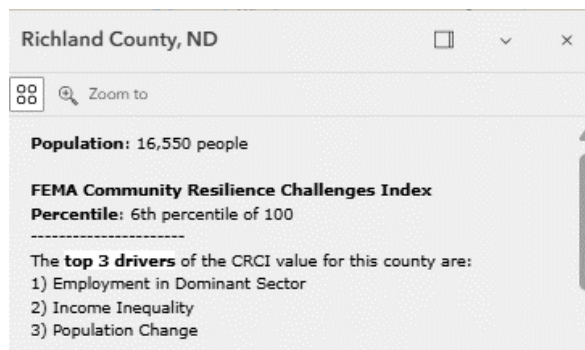 Richland County, ND
Zoom to
Population: 16,550 people
FEMA Community Resilience Challenges Index
Percentile: 6th percentile of 100
----------------------
The top 3 drivers of the CRCI value for this county are:
1) Employment in Dominant Sector
2) Income Inequality
3) Population Change